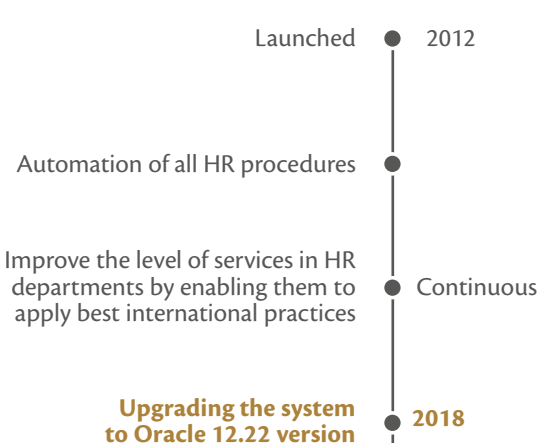 Launched 2012
Automation of all HR procedures
Improve the level of services in HR
departments by enabling them to Continuous
apply best international practices
Upgrading the system 2018
to Oracle 12.22 version